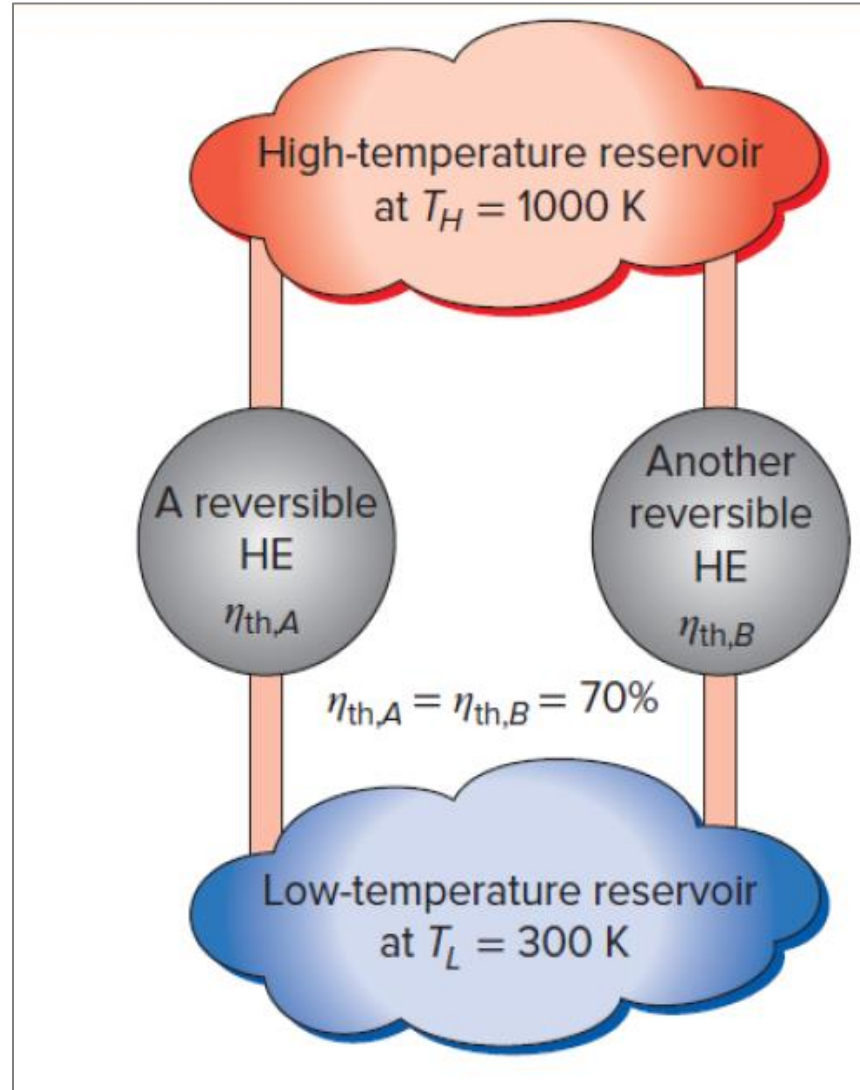 High-temperature reservoir
at T_H = 1000 K
A reversible
HE
η_th,A
Another
reversible
HE
η_th,B
η_th,A = η_th,B = 70%
Low-temperature reservoir
at T_L = 300 K